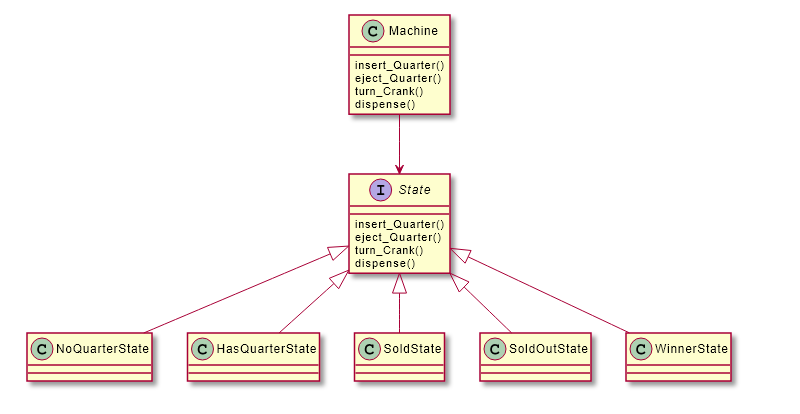 C Machine
insert_Quarter()
eject_Quarter()
turn_Crank()
dispense()
I State
insert_Quarter()
eject_Quarter()
turn_Crank()
dispense()
C NoQuarterState
C HasQuarterState
C SoldState
C SoldOutState
C WinnerState